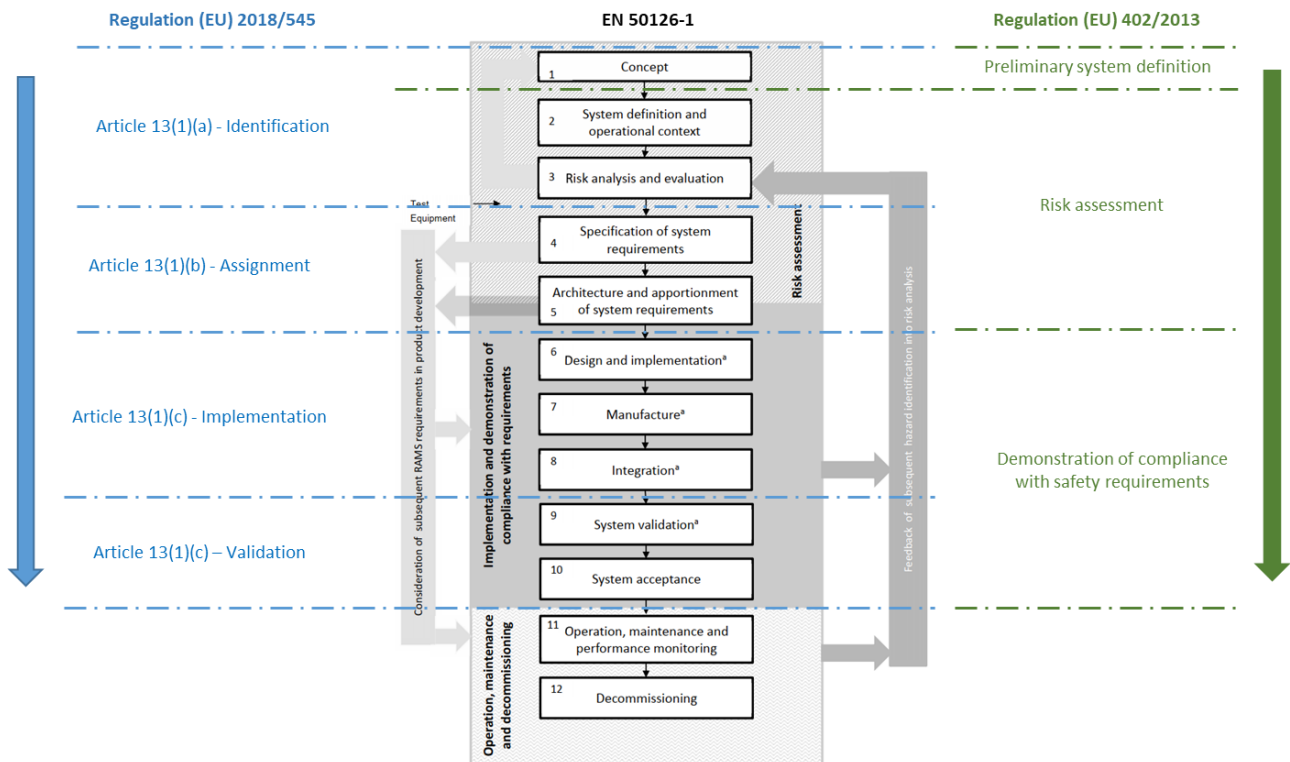 Regulation (EU) 2018/545
EN 50126-1
Regulation (EU) 402/2013
1
Concept
Preliminary system definition
Article 13(1)(a) - Identification
2
System definition and
operational context
3
Risk analysis and evaluation
Test
Equipment
Risk assessment
Risk assessment
4
Specification of system
requirements
Article 13(1)(b) - Assignment
5
Architecture and apportionment
of system requirements
Consideration of subsequent RAMS requirements in product development
Feedback of subsequent hazard identification into risk analysis
Implementation and demonstration of
compliance with requirements
6
Design and implementationᵃ
Article 13(1)(c) - Implementation
7
Manufactureᵃ
8
Integrationᵃ
Demonstration of compliance
with safety requirements
9
System validationᵃ
Article 13(1)(c) – Validation
10
System acceptance
Operation, maintenance
and decommissioning
11
Operation, maintenance and
performance monitoring
12
Decommissioning